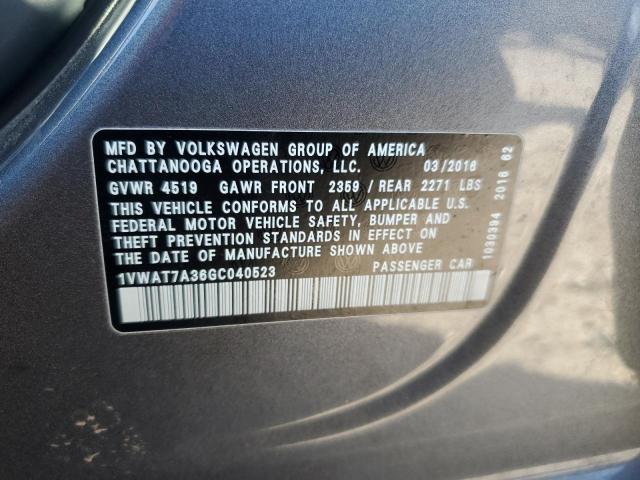 MFD BY VOLKSWAGEN GROUP OF AMERICA
CHATTANOOGA OPERATIONS, LLC. 03/2016
GVWR 4519 GAWR FRONT 2359 / REAR 2271 LBS
THIS VEHICLE CONFORMS TO ALL APPLICABLE U.S.
FEDERAL MOTOR VEHICLE SAFETY, BUMPER AND
THEFT PREVENTION STANDARDS IN EFFECT ON
THE DATE OF MANUFACTURE SHOWN ABOVE
1VWAT7A36GC040523 PASSENGER CAR
1030394 2016 62